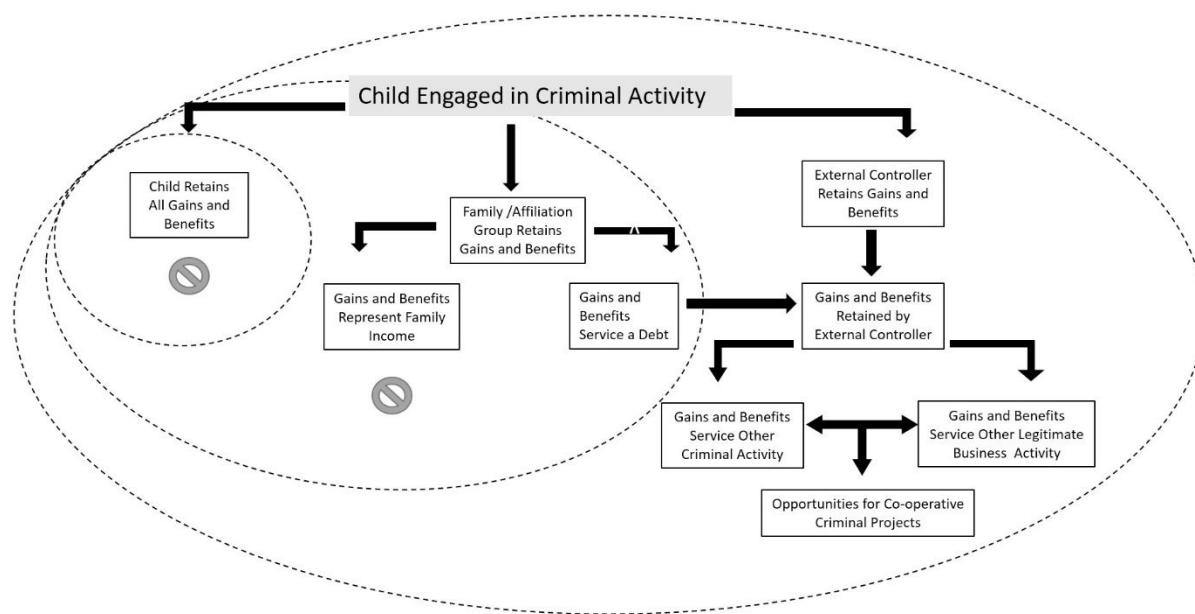 Child Engaged in Criminal Activity
Child Retains
All Gains and
Benefits
Family /Affiliation
Group Retains
Gains and Benefits
External Controller
Retains Gains and
Benefits
Gains and Benefits
Represent Family
Income
Gains and
Benefits
Service a Debt
Gains and Benefits
Retained by
External Controller
Gains and Benefits
Service Other
Criminal Activity
Gains and Benefits
Service Other Legitimate
Business Activity
Opportunities for Co-operative
Criminal Projects